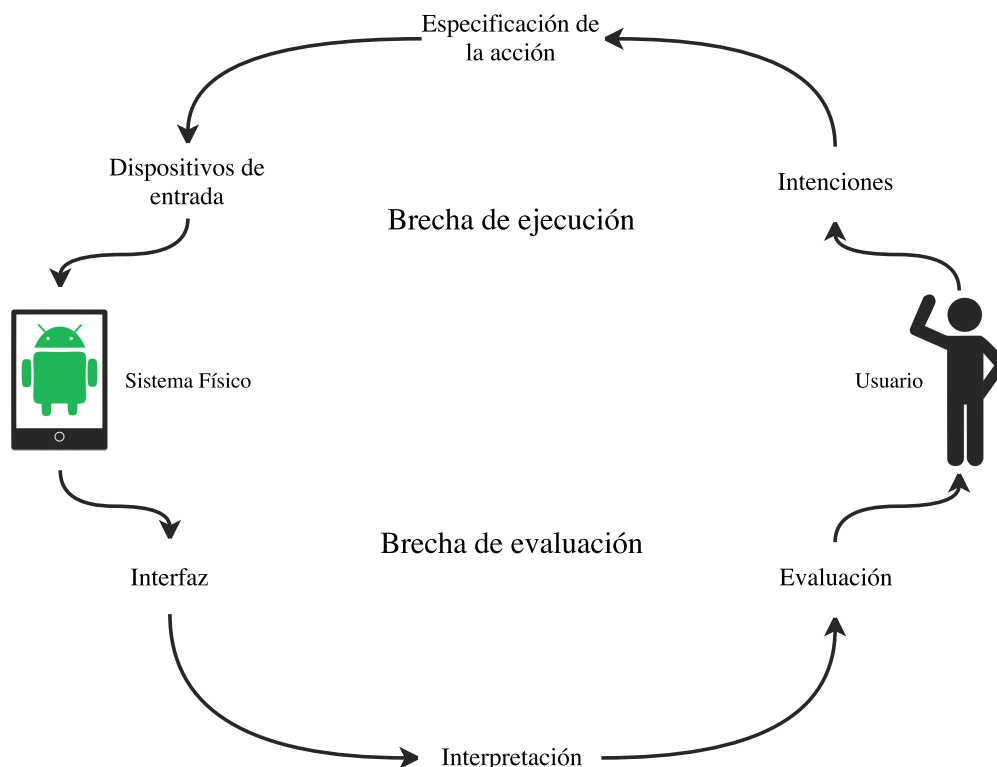 Especificación de
la acción
Dispositivos de
entrada
Intenciones
Brecha de ejecución
Sistema Físico
Usuario
Brecha de evaluación
Interfaz
Evaluación
Interpretación